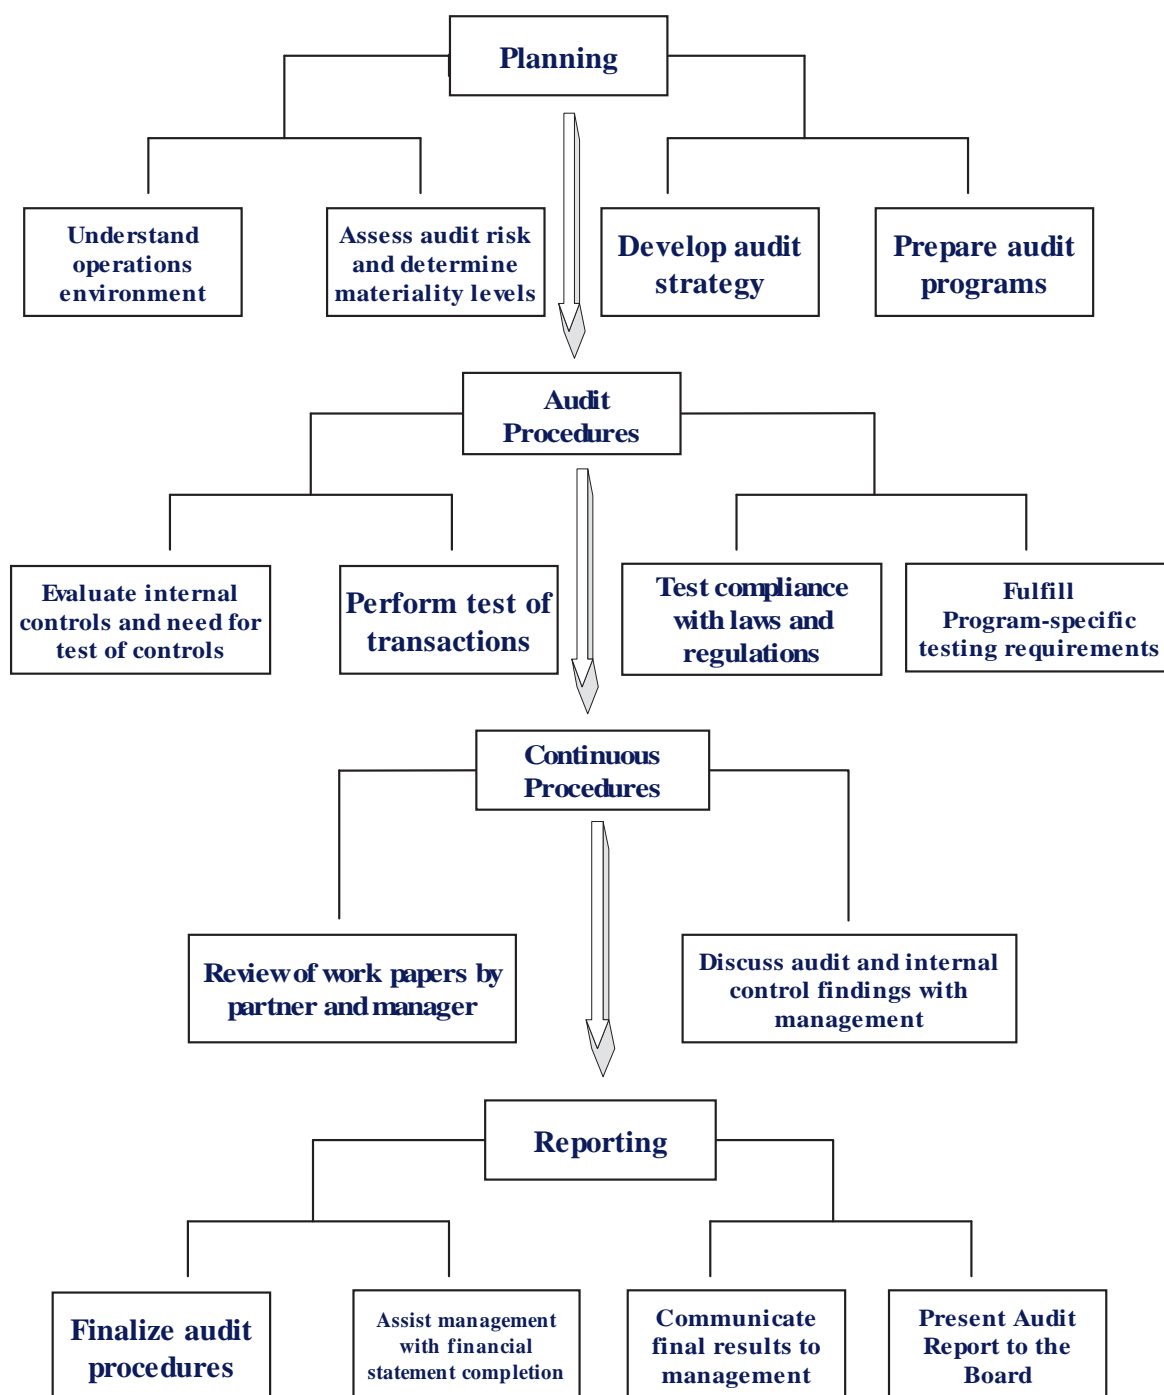 Planning
Understand
operations
environment
Assess audit risk
and determine
materiality levels
Develop audit
strategy
Prepare audit
programs
Audit
Procedures
Evaluate internal
controls and need for
test of controls
Perform test of
transactions
Test compliance
with laws and
regulations
Fulfill
Program-specific
testing requirements
Continuous
Procedures
Review of work papers by
partner and manager
Discuss audit and internal
control findings with
management
Reporting
Finalize audit
procedures
Assist management
with financial
statement completion
Communicate
final results to
management
Present Audit
Report to the
Board